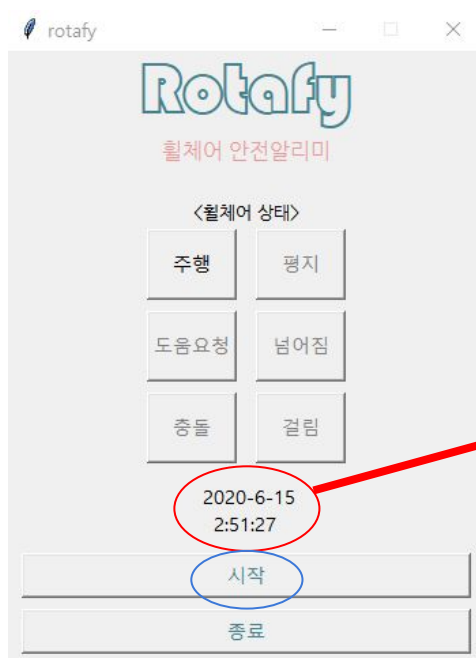 rotafy
Rotafy
휠체어 안전알리미
<휠체어 상태>
주행 평지
도움요청 넘어짐
충돌 걸림
2020-6-15
2:51:27
시작
종료